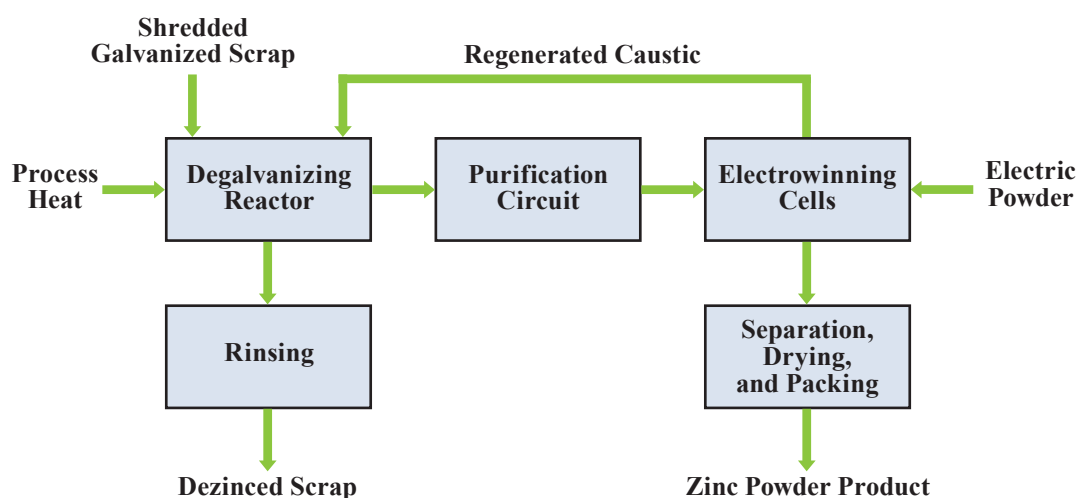 Shredded
Galvanized Scrap
Regenerated Caustic
Process
Heat
Degalvanizing
Reactor
Purification
Circuit
Electrowinning
Cells
Electric
Powder
Rinsing
Separation,
Drying,
and Packing
Dezinced Scrap
Zinc Powder Product